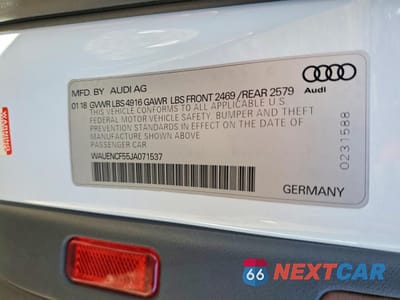 MFD. BY AUDI AG
01·18 GVWR LBS 4916 GAWR LBS FRONT 2469 /REAR 2579
THIS VEHICLE CONFORMS TO ALL APPLICABLE U.S.
FEDERAL MOTOR VEHICLE SAFETY, BUMPER AND THEFT
PREVENTION STANDARDS IN EFFECT ON THE DATE OF
MANUFACTURE SHOWN ABOVE
PASSENGER CAR
WAUENCF55JA071537
Audi
0231588
GERMANY
66 NEXTCAR